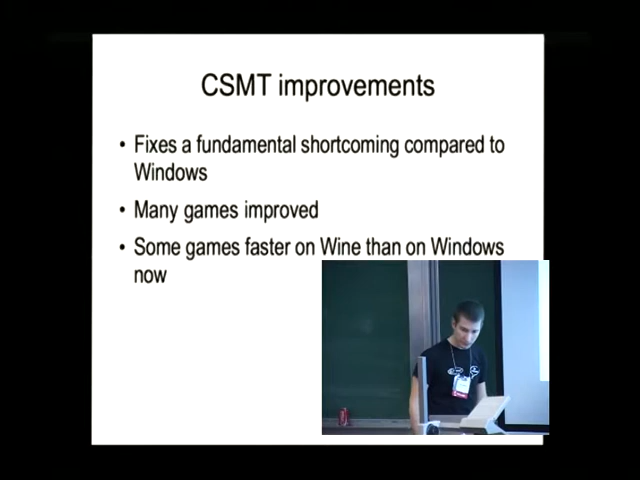 CSMT improvements
• Fixes a fundamental shortcoming compared to
Windows
• Many games improved
• Some games faster on Wine than on Windows
now